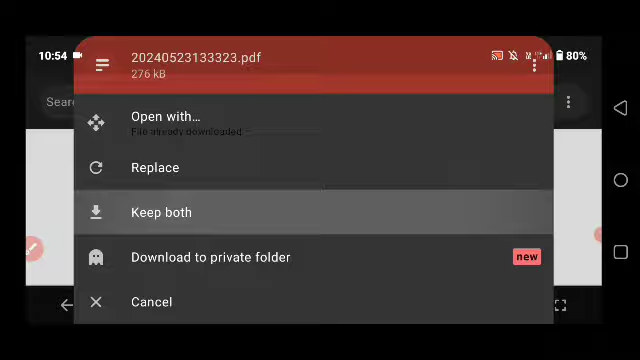 10:54
20240523133323.pdf
276 kB
80%
Sear
Open with...
File already downloaded
Replace
Keep both
Download to private folder
new
Cancel